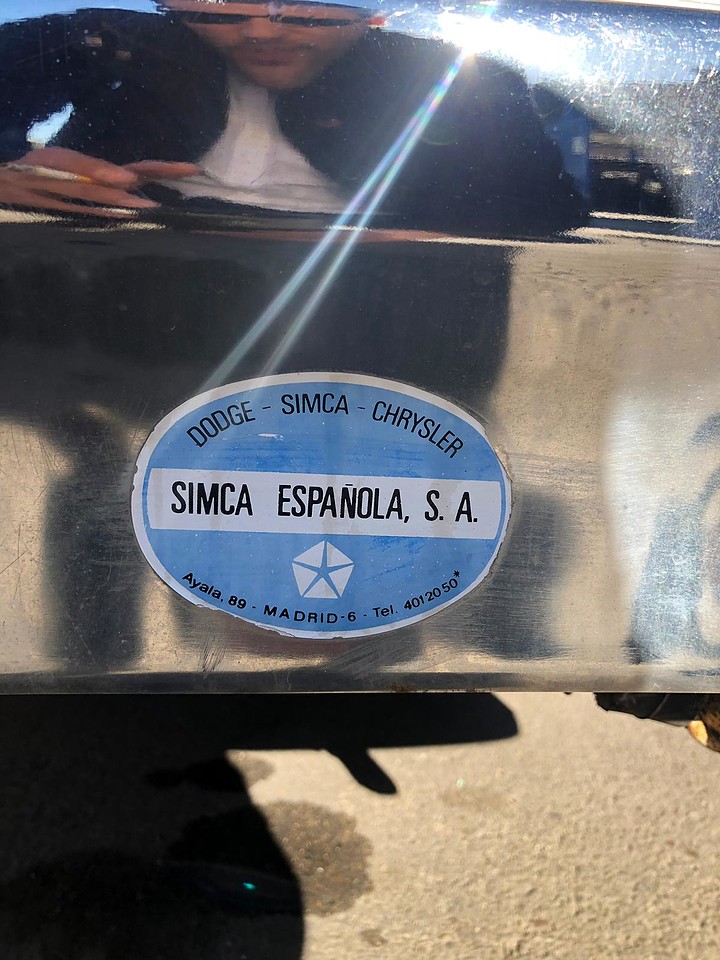 DODGE - SIMCA - CHRYSLER
SIMCA ESPAÑOLA, S. A.
Ayala, 89 - MADRID-6 - Tel. 4012050*